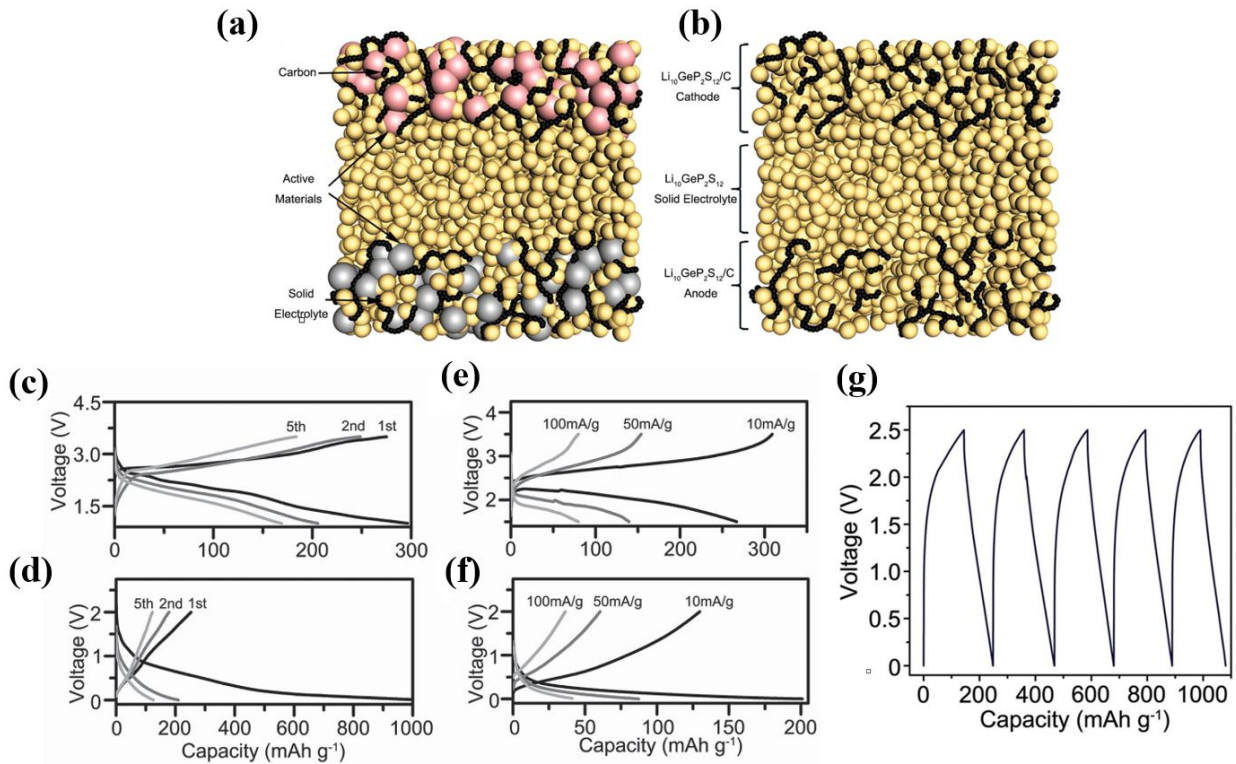 (a)
Carbon
Active
Materials
Solid
Electrolyte
(b)
Li₁₀GeP₂S₁₂/C
Cathode
Li₁₀GeP₂S₁₂
Solid Electrolyte
Li₁₀GeP₂S₁₂/C
Anode
(c)
4.5
3.0
1.5
Voltage (V)
5th 2nd 1st
0 100 200 300
(d)
2
1
0
Voltage (V)
5th 2nd 1st
0 200 400 600 800 1000
Capacity (mAh g⁻¹)
(e)
4
3
2
Voltage (V)
100mA/g 50mA/g 10mA/g
0 50 100 150 200 250 300
(f)
2
1
0
Voltage (V)
100mA/g 50mA/g 10mA/g
0 50 100 150 200
Capacity (mAh g⁻¹)
(g)
2.5
2.0
1.5
1.0
0.5
0
Voltage (V)
0 200 400 600 800 1000
Capacity (mAh g⁻¹)